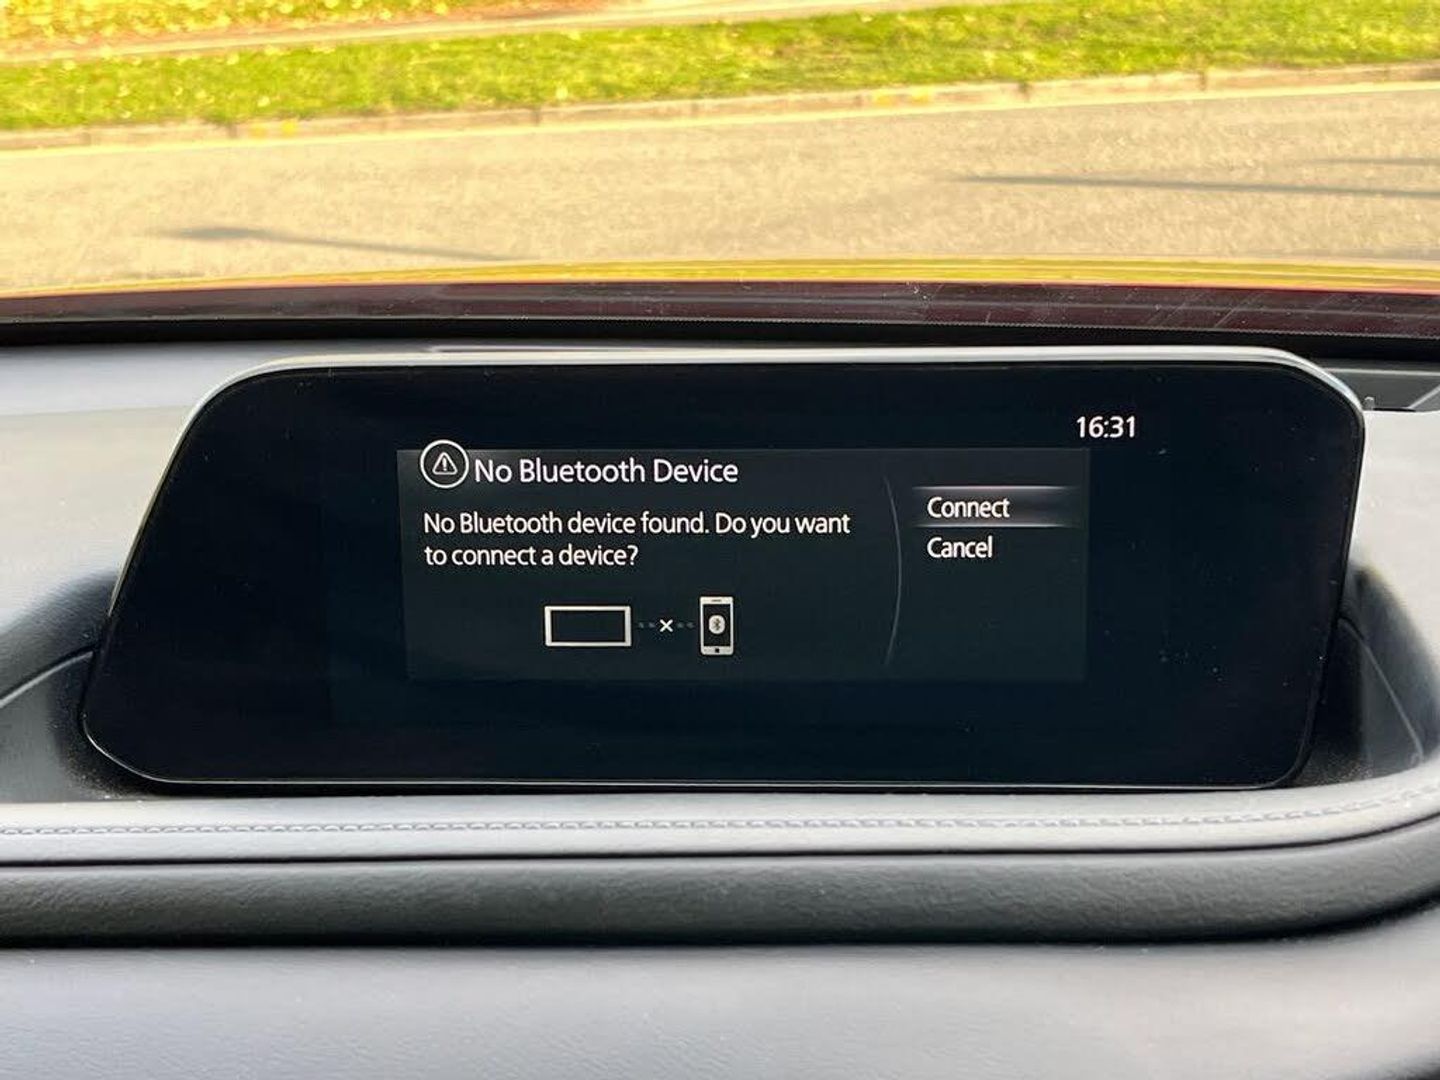 16:31
No Bluetooth Device
No Bluetooth device found. Do you want
to connect a device?
Connect
Cancel